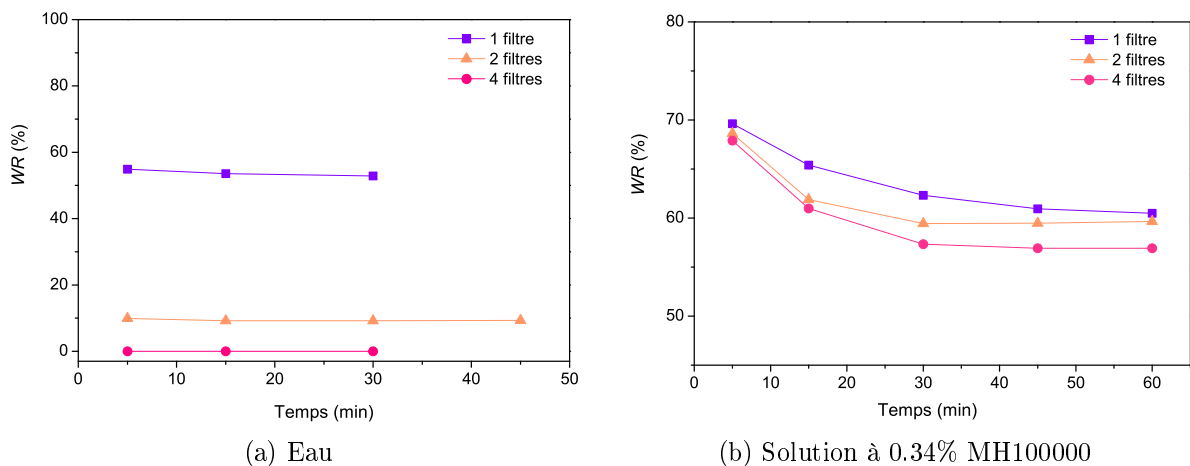 100
80
60
40
20
0
WR (%)
1 filtre
2 filtres
4 filtres
0 10 20 30 40 50
Temps (min)
(a) Eau
80
70
60
50
WR (%)
1 filtre
2 filtres
4 filtres
0 10 20 30 40 50 60
Temps (min)
(b) Solution à 0.34% MH100000